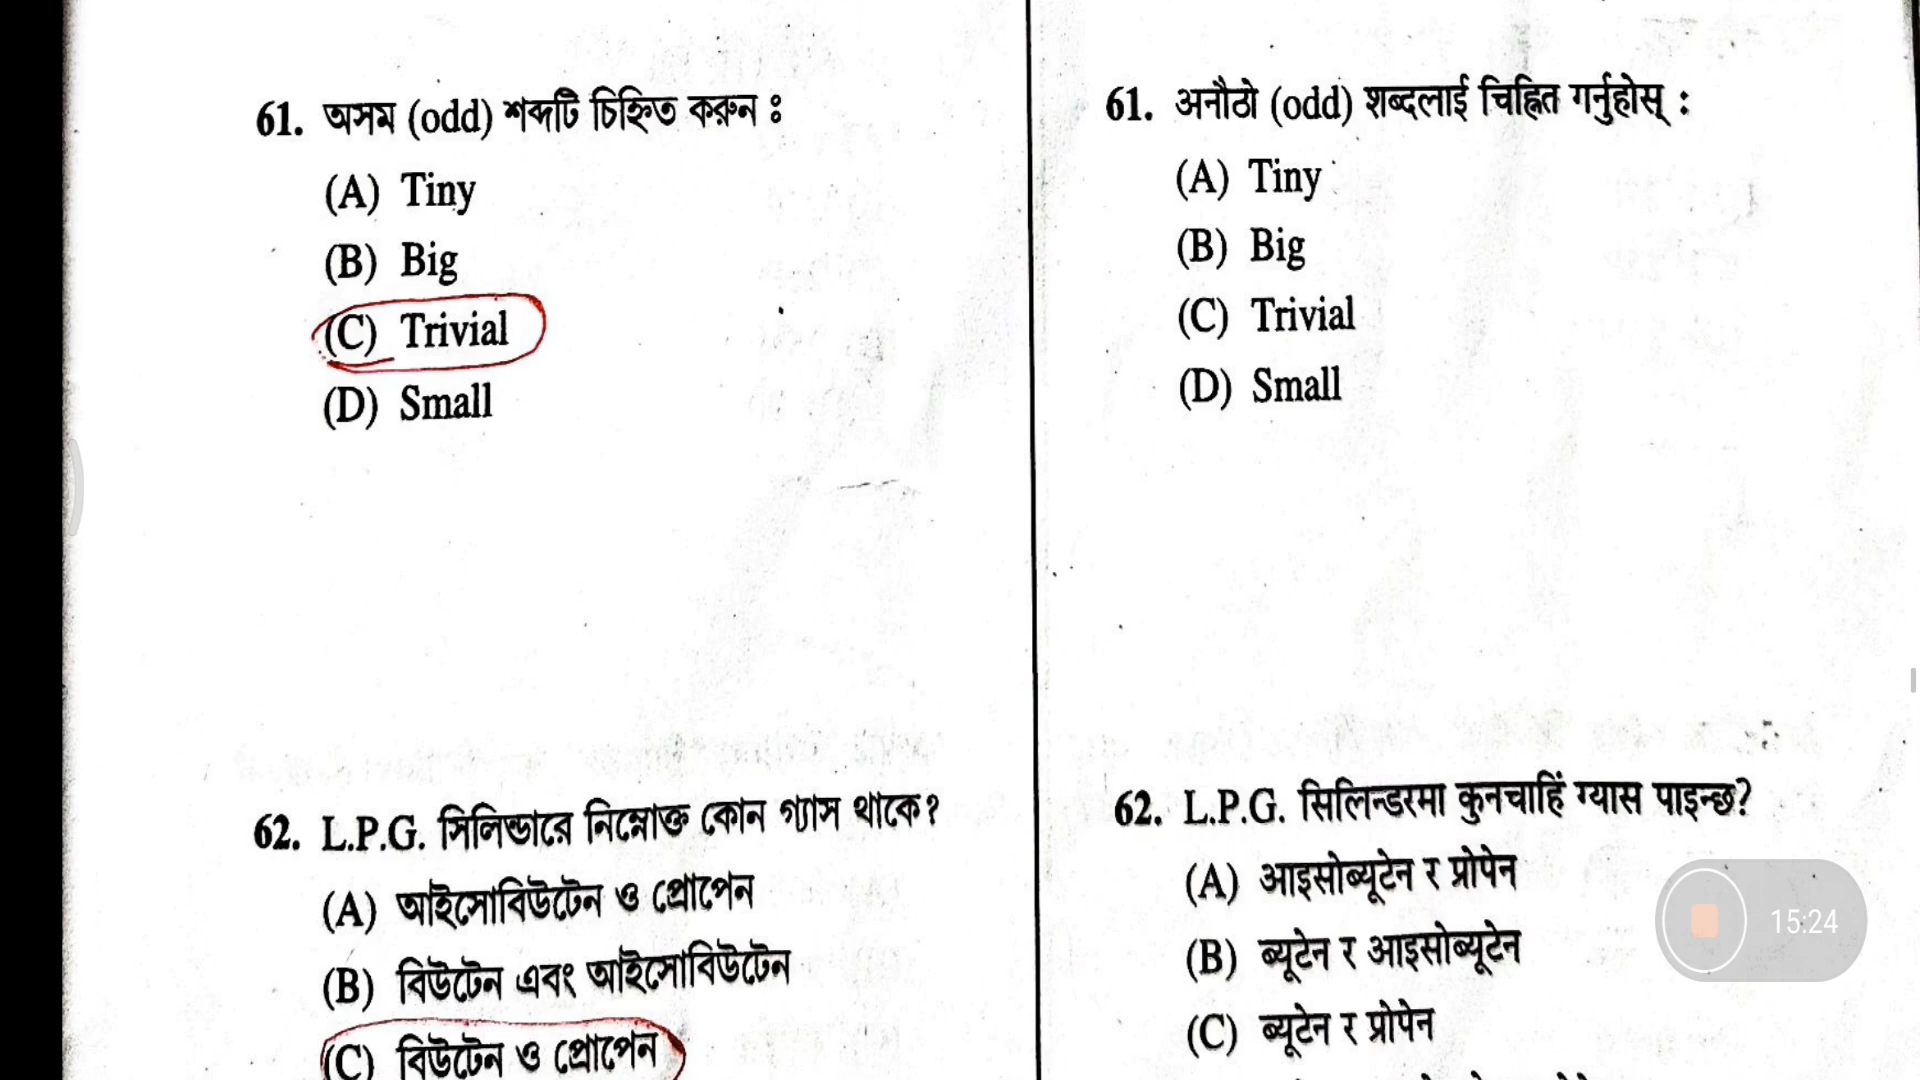 61. অসম (odd) শব্দটি চিহ্নিত করুন ঃ
(A) Tiny
(B) Big
(C) Trivial
(D) Small
62. L.P.G. সিলিন্ডারে নিম্নোক্ত কোন গ্যাস থাকে?
(A) আইসোবিউটেন ও প্রোপেন
(B) বিউটেন এবং আইসোবিউটেন
(C) বিউটেন ও প্রোপেন
61. अनौठो (odd) शब्दलाई चिह्नित गर्नुहोस् :
(A) Tiny
(B) Big
(C) Trivial
(D) Small
62. L.P.G. सिलिन्डरमा कुनचाहिं ग्यास पाइन्छ?
(A) आइसोब्यूटेन र प्रोपेन
(B) ब्यूटेन र आइसोब्यूटेन
(C) ब्यूटेन र प्रोपेन
15:24